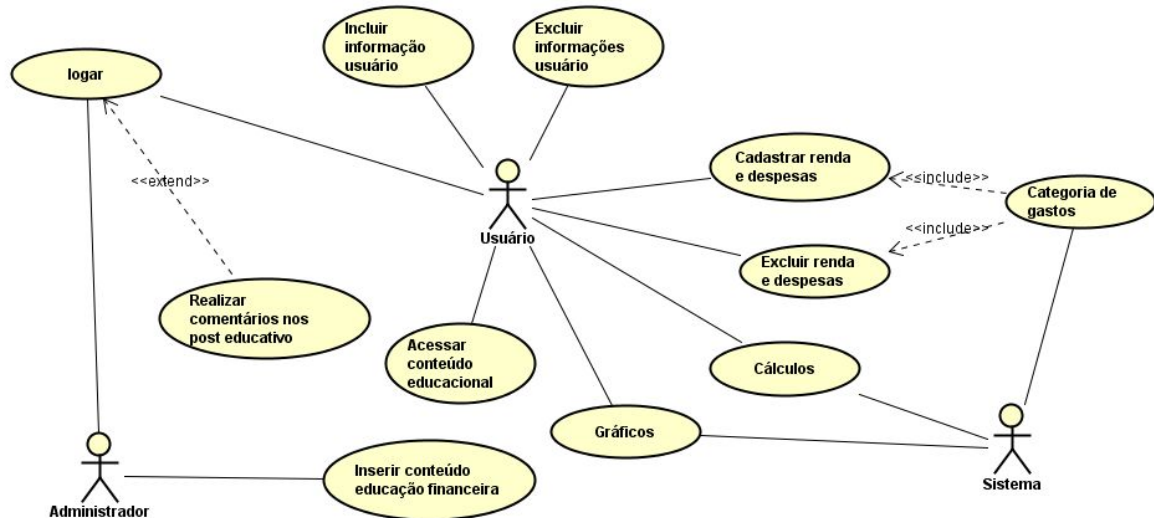 Incluir
informação
usuário
Excluir
informações
usuário
logar
<<extend>>
Cadastrar renda
e despesas
<<include>>
Categoria de
gastos
<<include>>
Usuário
Excluir renda
e despesas
Realizar
comentários nos
post educativo
Acessar
conteúdo
educacional
Cálculos
Gráficos
Inserir conteúdo
educação financeira
Sistema
Administrador